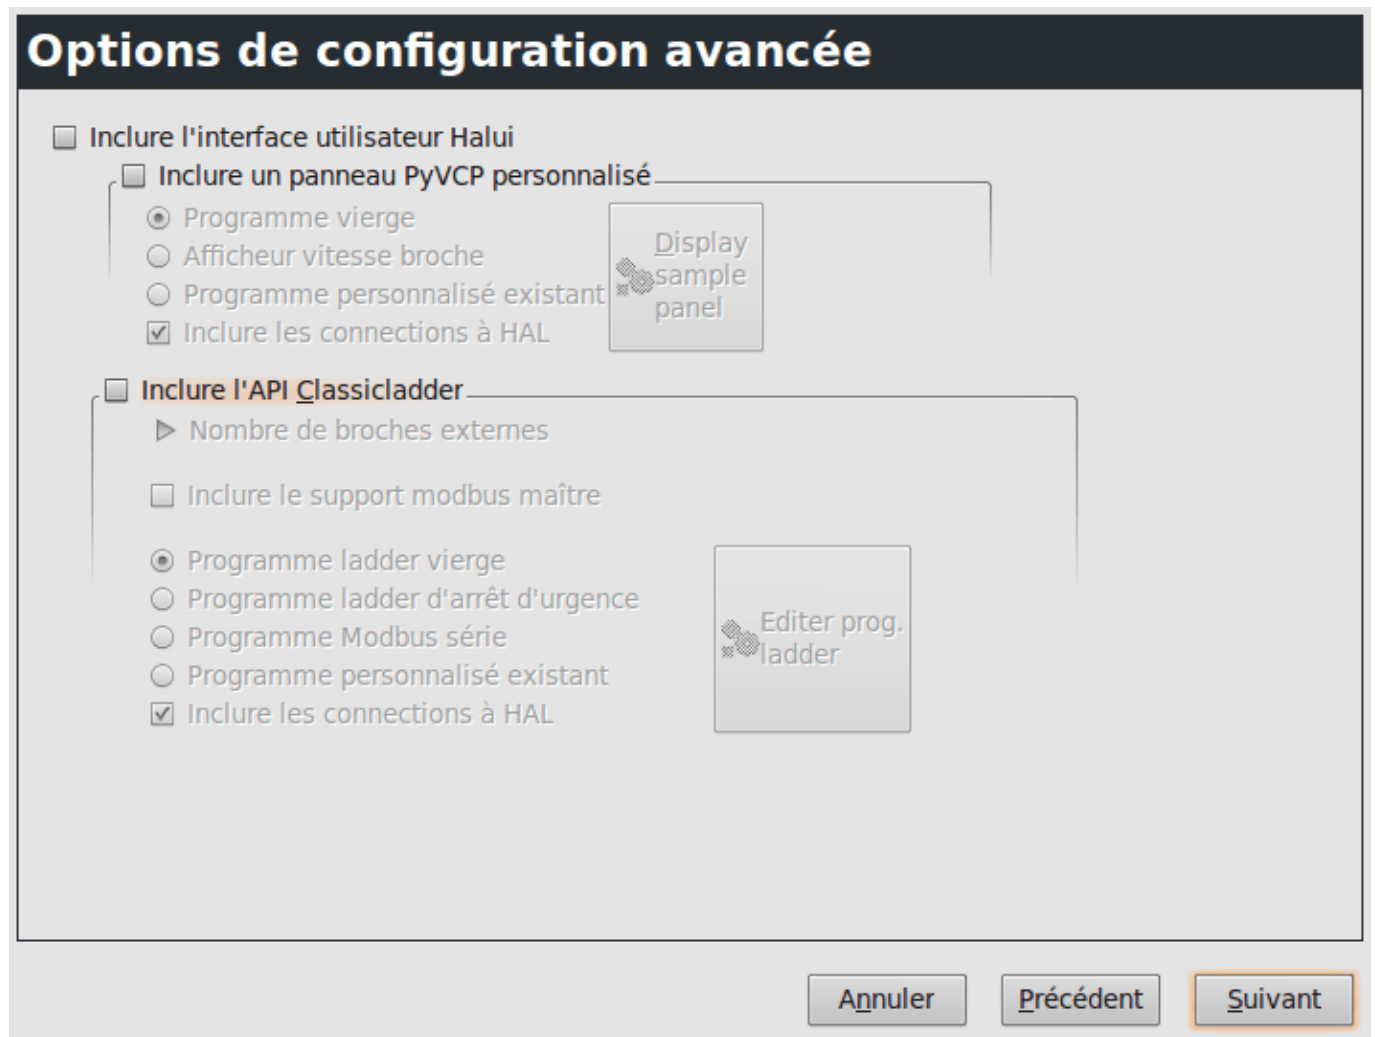 Options de configuration avancée
Inclure l'interface utilisateur Halui
Inclure un panneau PyVCP personnalisé
Programme vierge
Afficheur vitesse broche
Programme personnalisé existant
Inclure les connections à HAL
Display
sample
panel
Inclure l'API Classicladder
Nombre de broches externes
Inclure le support modbus maître
Programme ladder vierge
Programme ladder d'arrêt d'urgence
Programme Modbus série
Programme personnalisé existant
Inclure les connections à HAL
Editer prog.
ladder
Annuler
Précédent
Suivant